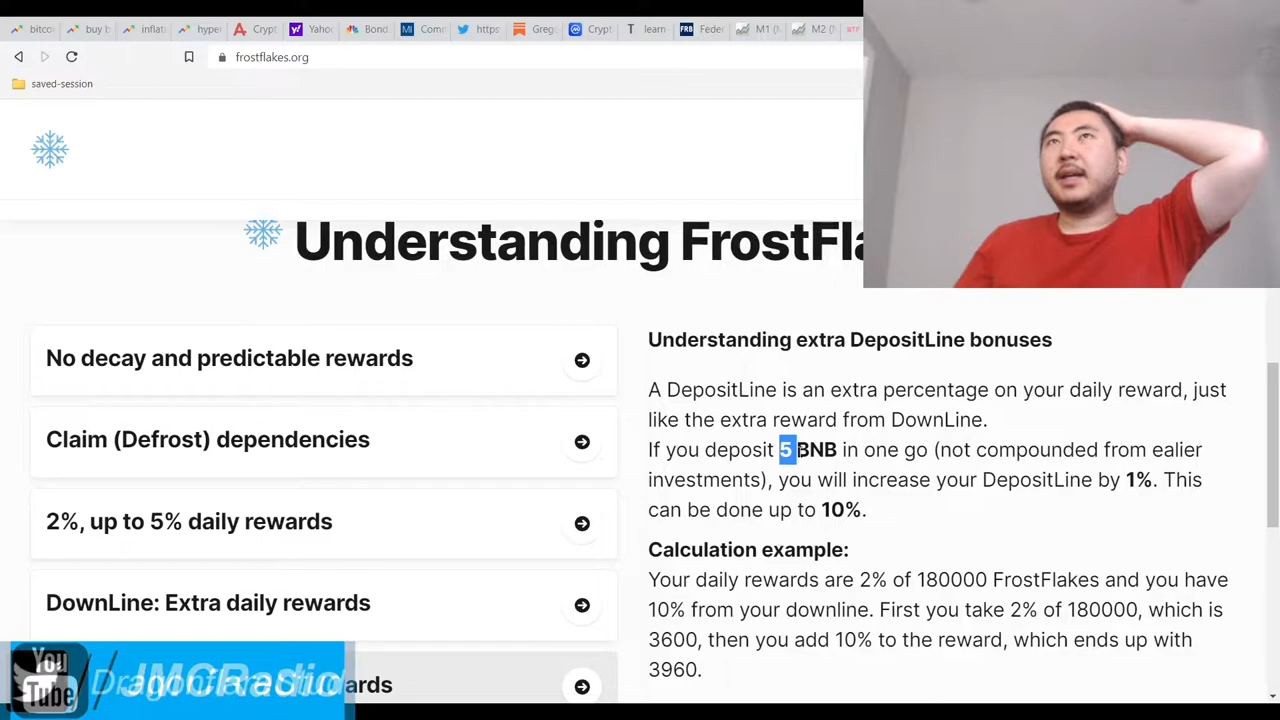 bitco
buy b
inflat
hyper
Crypt
Yahoo
Bond
MI
Com
https:
Greg
Crypt
T
learn
FRB
Feder
M1 (
M2 (
frostflakes.org
saved-session
Understanding FrostFla
No decay and predictable rewards
Claim (Defrost) dependencies
2%, up to 5% daily rewards
DownLine: Extra daily rewards
ards
Understanding extra DepositLine bonuses
A DepositLine is an extra percentage on your daily reward, just
like the extra reward from DownLine.
If you deposit 5 BNB in one go (not compounded from ealier
investments), you will increase your DepositLine by 1%. This
can be done up to 10%.
Calculation example:
Your daily rewards are 2% of 180000 FrostFlakes and you have
10% from your downline. First you take 2% of 180000, which is
3600, then you add 10% to the reward, which ends up with
3960.
You
Tube